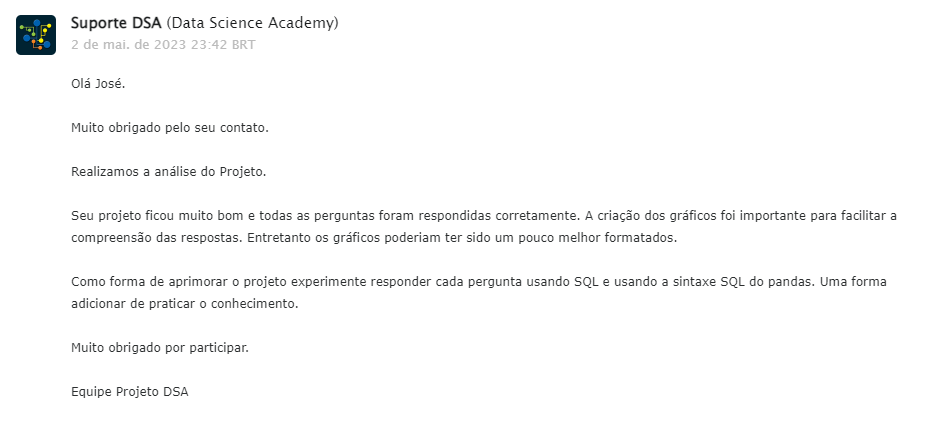 Suporte DSA (Data Science Academy)
2 de mai. de 2023 23:42 BRT
Olá José.
Muito obrigado pelo seu contato.
Realizamos a análise do Projeto.
Seu projeto ficou muito bom e todas as perguntas foram respondidas corretamente. A criação dos gráficos foi importante para facilitar a
compreensão das respostas. Entretanto os gráficos poderiam ter sido um pouco melhor formatados.
Como forma de aprimorar o projeto experimente responder cada pergunta usando SQL e usando a sintaxe SQL do pandas. Uma forma
adicionar de praticar o conhecimento.
Muito obrigado por participar.
Equipe Projeto DSA